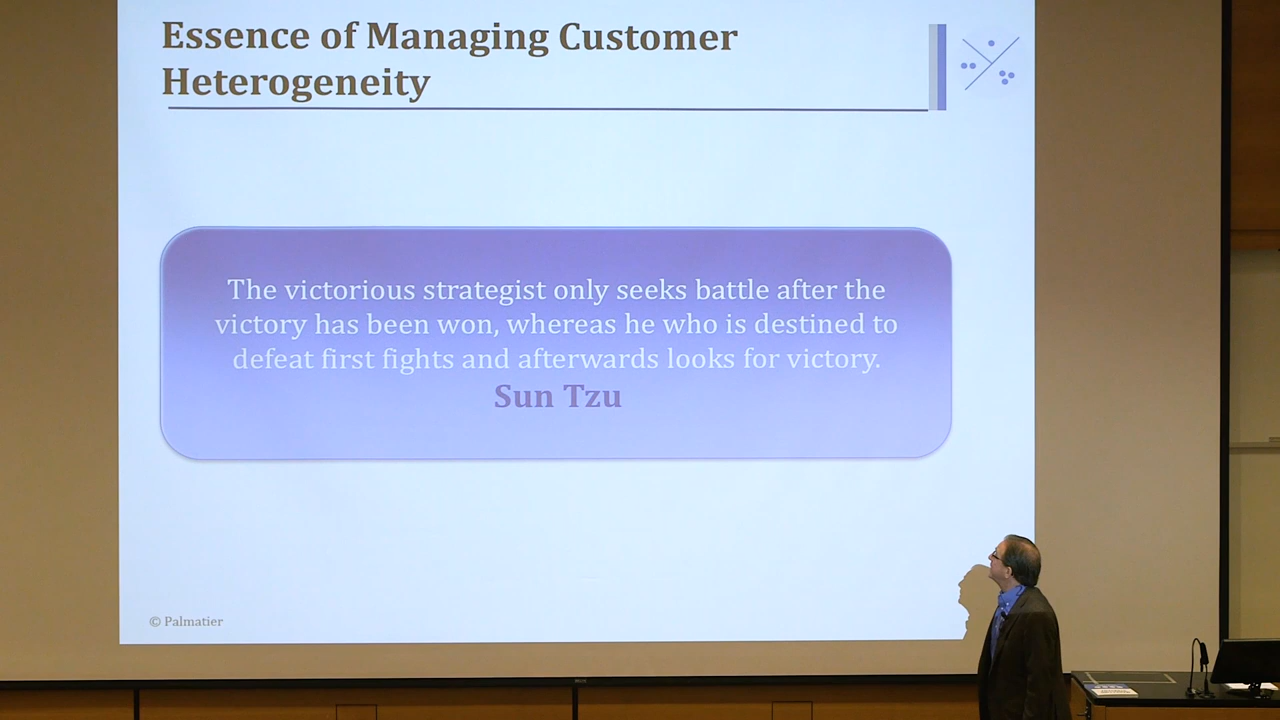 Essence of Managing Customer
Heterogeneity
The victorious strategist only seeks battle after the
victory has been won, whereas he who is destined to
defeat first fights and afterwards looks for victory.
Sun Tzu
© Palmatier